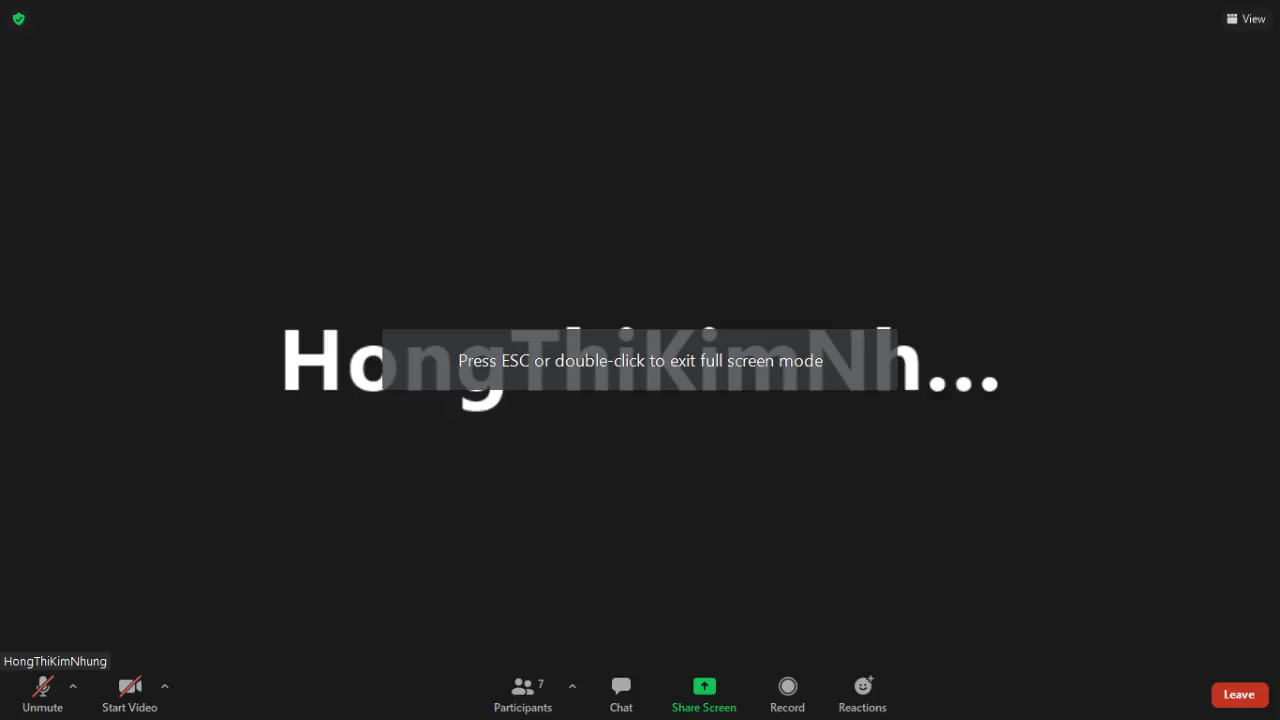 View
HongThiKimNh...
Press ESC or double-click to exit full screen mode
HongThiKimNhung
7
Unmute
Start Video
Participants
Chat
Share Screen
Record
Reactions
Leave